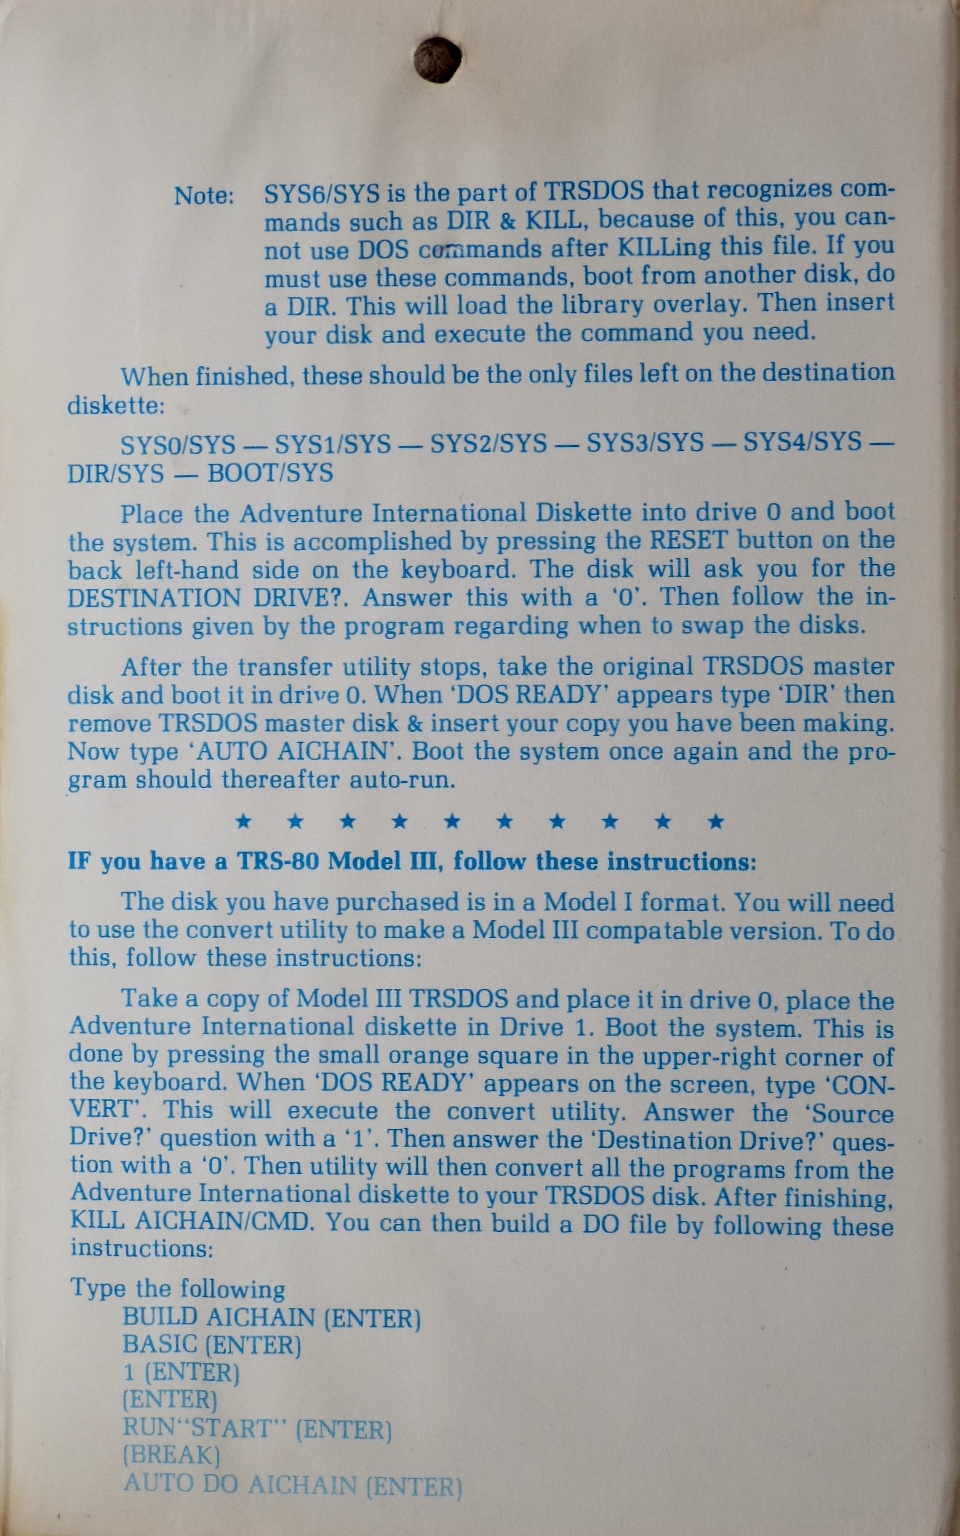 Note: SYS6/SYS is the part of TRSDOS that recognizes com-
mands such as DIR & KILL, because of this, you can-
not use DOS commands after KILLing this file. If you
must use these commands, boot from another disk, do
a DIR. This will load the library overlay. Then insert
your disk and execute the command you need.
When finished, these should be the only files left on the destination
diskette:
SYS0/SYS — SYS1/SYS — SYS2/SYS — SYS3/SYS — SYS4/SYS —
DIR/SYS — BOOT/SYS
Place the Adventure International Diskette into drive 0 and boot
the system. This is accomplished by pressing the RESET button on the
back left-hand side on the keyboard. The disk will ask you for the
DESTINATION DRIVE?. Answer this with a ‘0’. Then follow the in-
structions given by the program regarding when to swap the disks.
After the transfer utility stops, take the original TRSDOS master
disk and boot it in drive 0. When ‘DOS READY’ appears type ‘DIR’ then
remove TRSDOS master disk & insert your copy you have been making.
Now type ‘AUTO AICHAIN’. Boot the system once again and the pro-
gram should thereafter auto-run.
★ ★ ★ ★ ★ ★ ★ ★ ★ ★
IF you have a TRS-80 Model III, follow these instructions:
The disk you have purchased is in a Model I format. You will need
to use the convert utility to make a Model III compatable version. To do
this, follow these instructions:
Take a copy of Model III TRSDOS and place it in drive 0, place the
Adventure International diskette in Drive 1. Boot the system. This is
done by pressing the small orange square in the upper-right corner of
the keyboard. When ‘DOS READY’ appears on the screen, type ‘CON-
VERT’. This will execute the convert utility. Answer the ‘Source
Drive?’ question with a ‘1’. Then answer the ‘Destination Drive?’ ques-
tion with a ‘0’. Then utility will then convert all the programs from the
Adventure International diskette to your TRSDOS disk. After finishing,
KILL AICHAIN/CMD. You can then build a DO file by following these
instructions:
Type the following
BUILD AICHAIN (ENTER)
BASIC (ENTER)
1 (ENTER)
(ENTER)
RUN“START” (ENTER)
(BREAK)
AUTO DO AICHAIN (ENTER)